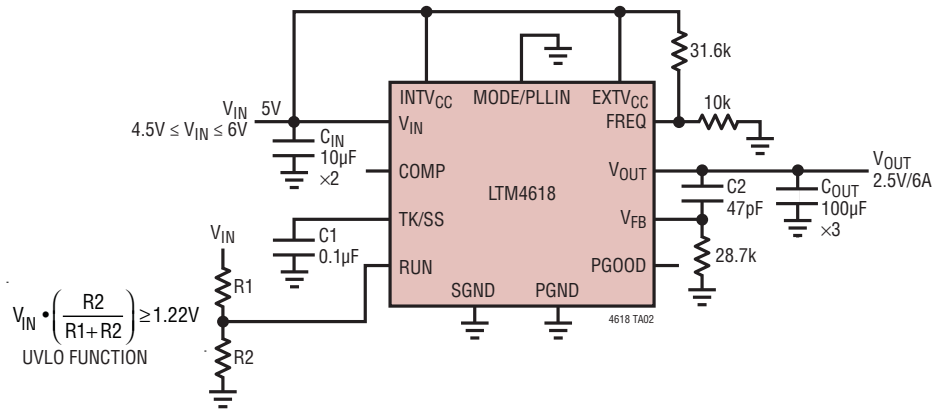 31.6k
10k
INTVCC
MODE/PLLIN
EXTVCC
VIN
5V
4.5V ≤ VIN ≤ 6V
VIN
FREQ
CIN
10µF
×2
COMP
LTM4618
VOUT
VOUT
2.5V/6A
C2
47pF
COUT
100µF
×3
TK/SS
VFB
C1
0.1µF
28.7k
VIN
RUN
PGOOD
R1
SGND
PGND
4618 TA02
VIN • (R2/R1+R2) ≥ 1.22V
UVLO FUNCTION
R2